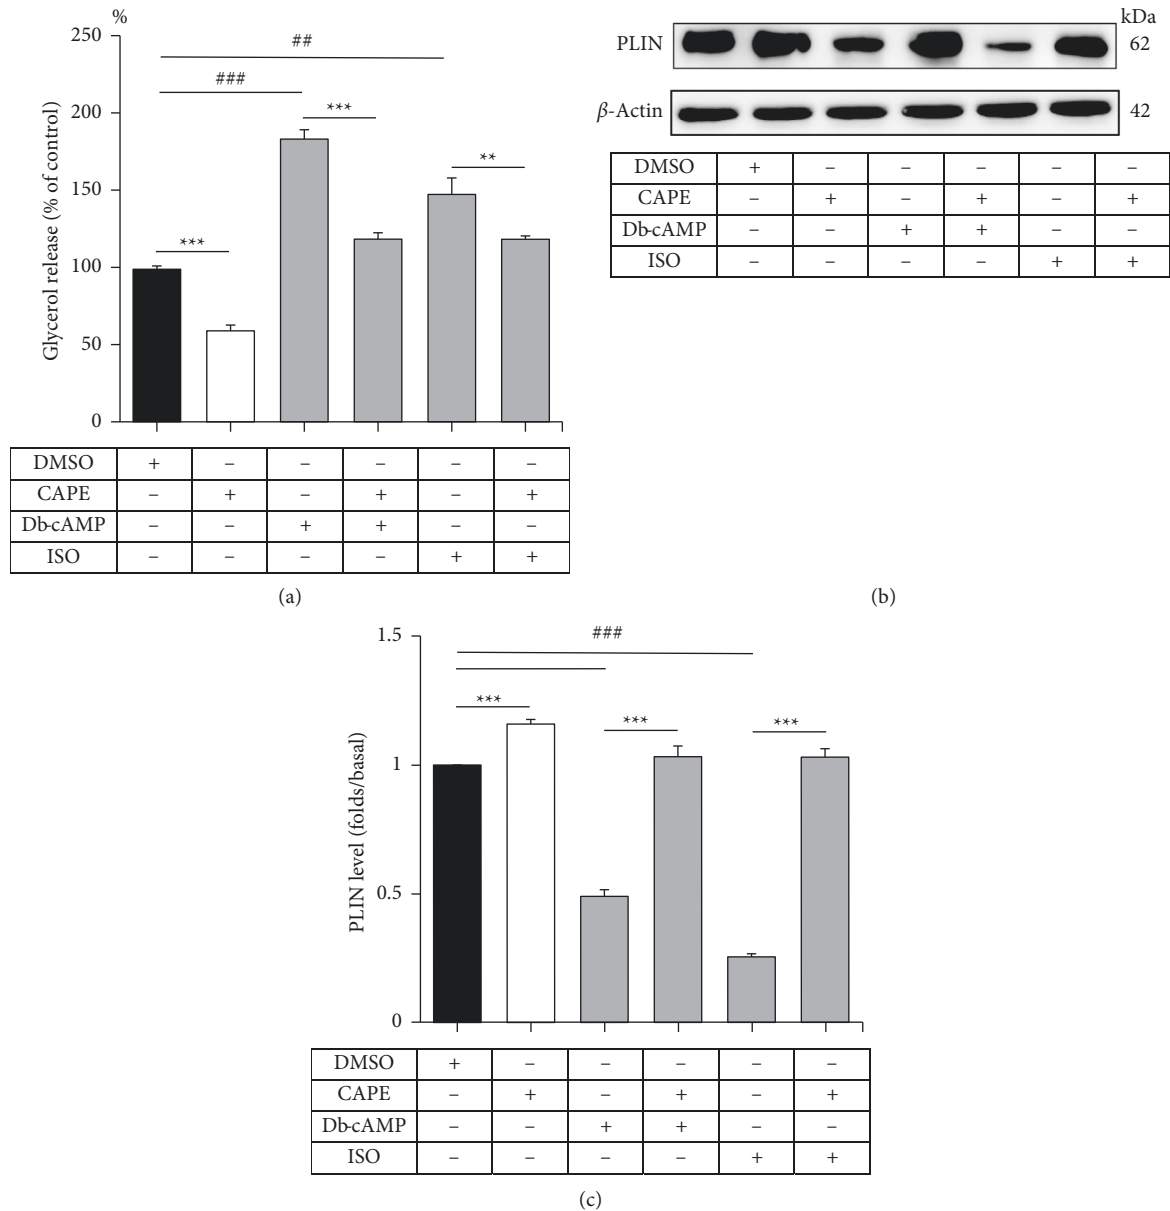 %
250
200
150
100
50
0
Glycerol release (% of control)
##
###
***
**
***
DMSO + – – – – –
CAPE – + – + – +
Db-cAMP – – + + – –
ISO – – – – + +
(a)
kDa
PLIN 62
β-Actin 42
DMSO + – – – – –
CAPE – + – + – +
Db-cAMP – – + + – –
ISO – – – – + +
(b)
1.5
1
0.5
0
PLIN level (folds/basal)
###
***
***
***
DMSO + – – – – –
CAPE – + – + – +
Db-cAMP – – + + – –
ISO – – – – + +
(c)